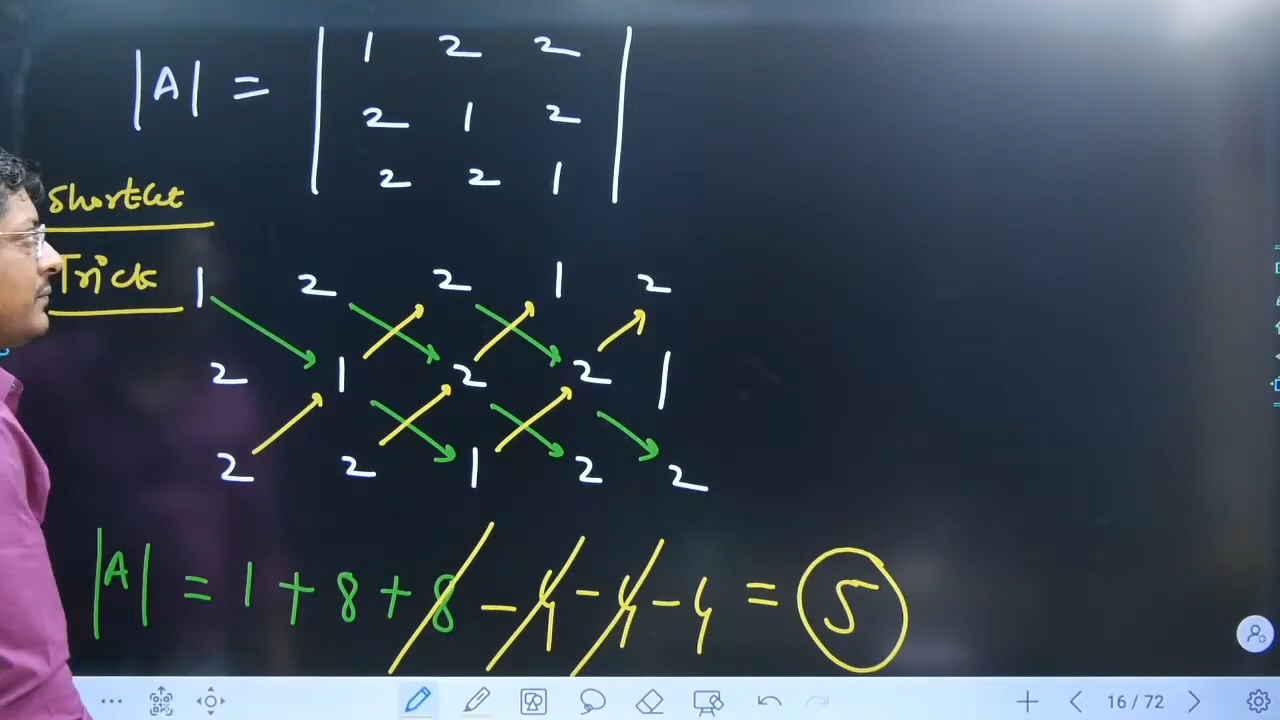 |A| = | 1 2 2 |
| 2 1 2 |
| 2 2 1 |
Shortcut
Trick
1 2 2 1 2
2 1 2 2 1
2 2 1 2 2
|A| = 1 + 8 + 8 - 4 - 4 - 4 = 5
16 / 72